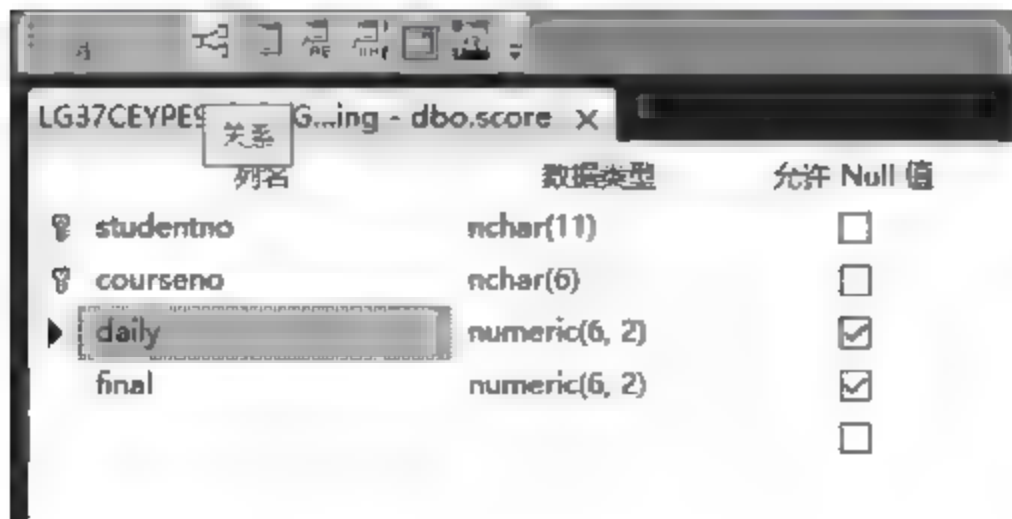 LG37CEYPE9 G...ing - dbo.score ×
关系
列名 数据类型 允许 Null 值
studentno nchar(11)
courseno nchar(6)
daily numeric(6, 2)
final numeric(6, 2)